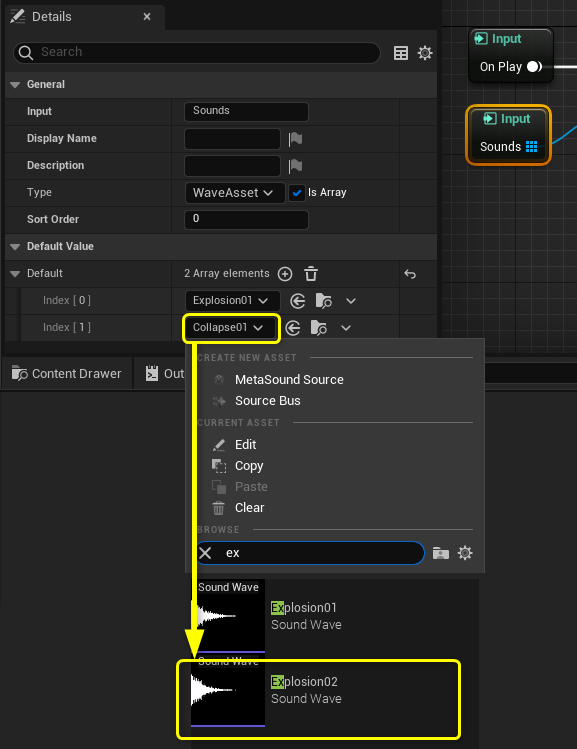 Details
Search
General
Input Sounds
Display Name
Description
Type WaveAsset Is Array
Sort Order 0
Default Value
Default 2 Array elements
Index [ 0 ] Explosion01
Index [ 1 ] Collapse01
Input
On Play
Input
Sounds
Content Drawer Out
CREATE NEW ASSET
MetaSound Source
Source Bus
CURRENT ASSET
Edit
Copy
Paste
Clear
BROWSE
ex
Sound Wave
Explosion01
Sound Wave
Sound Wave
Explosion02
Sound Wave